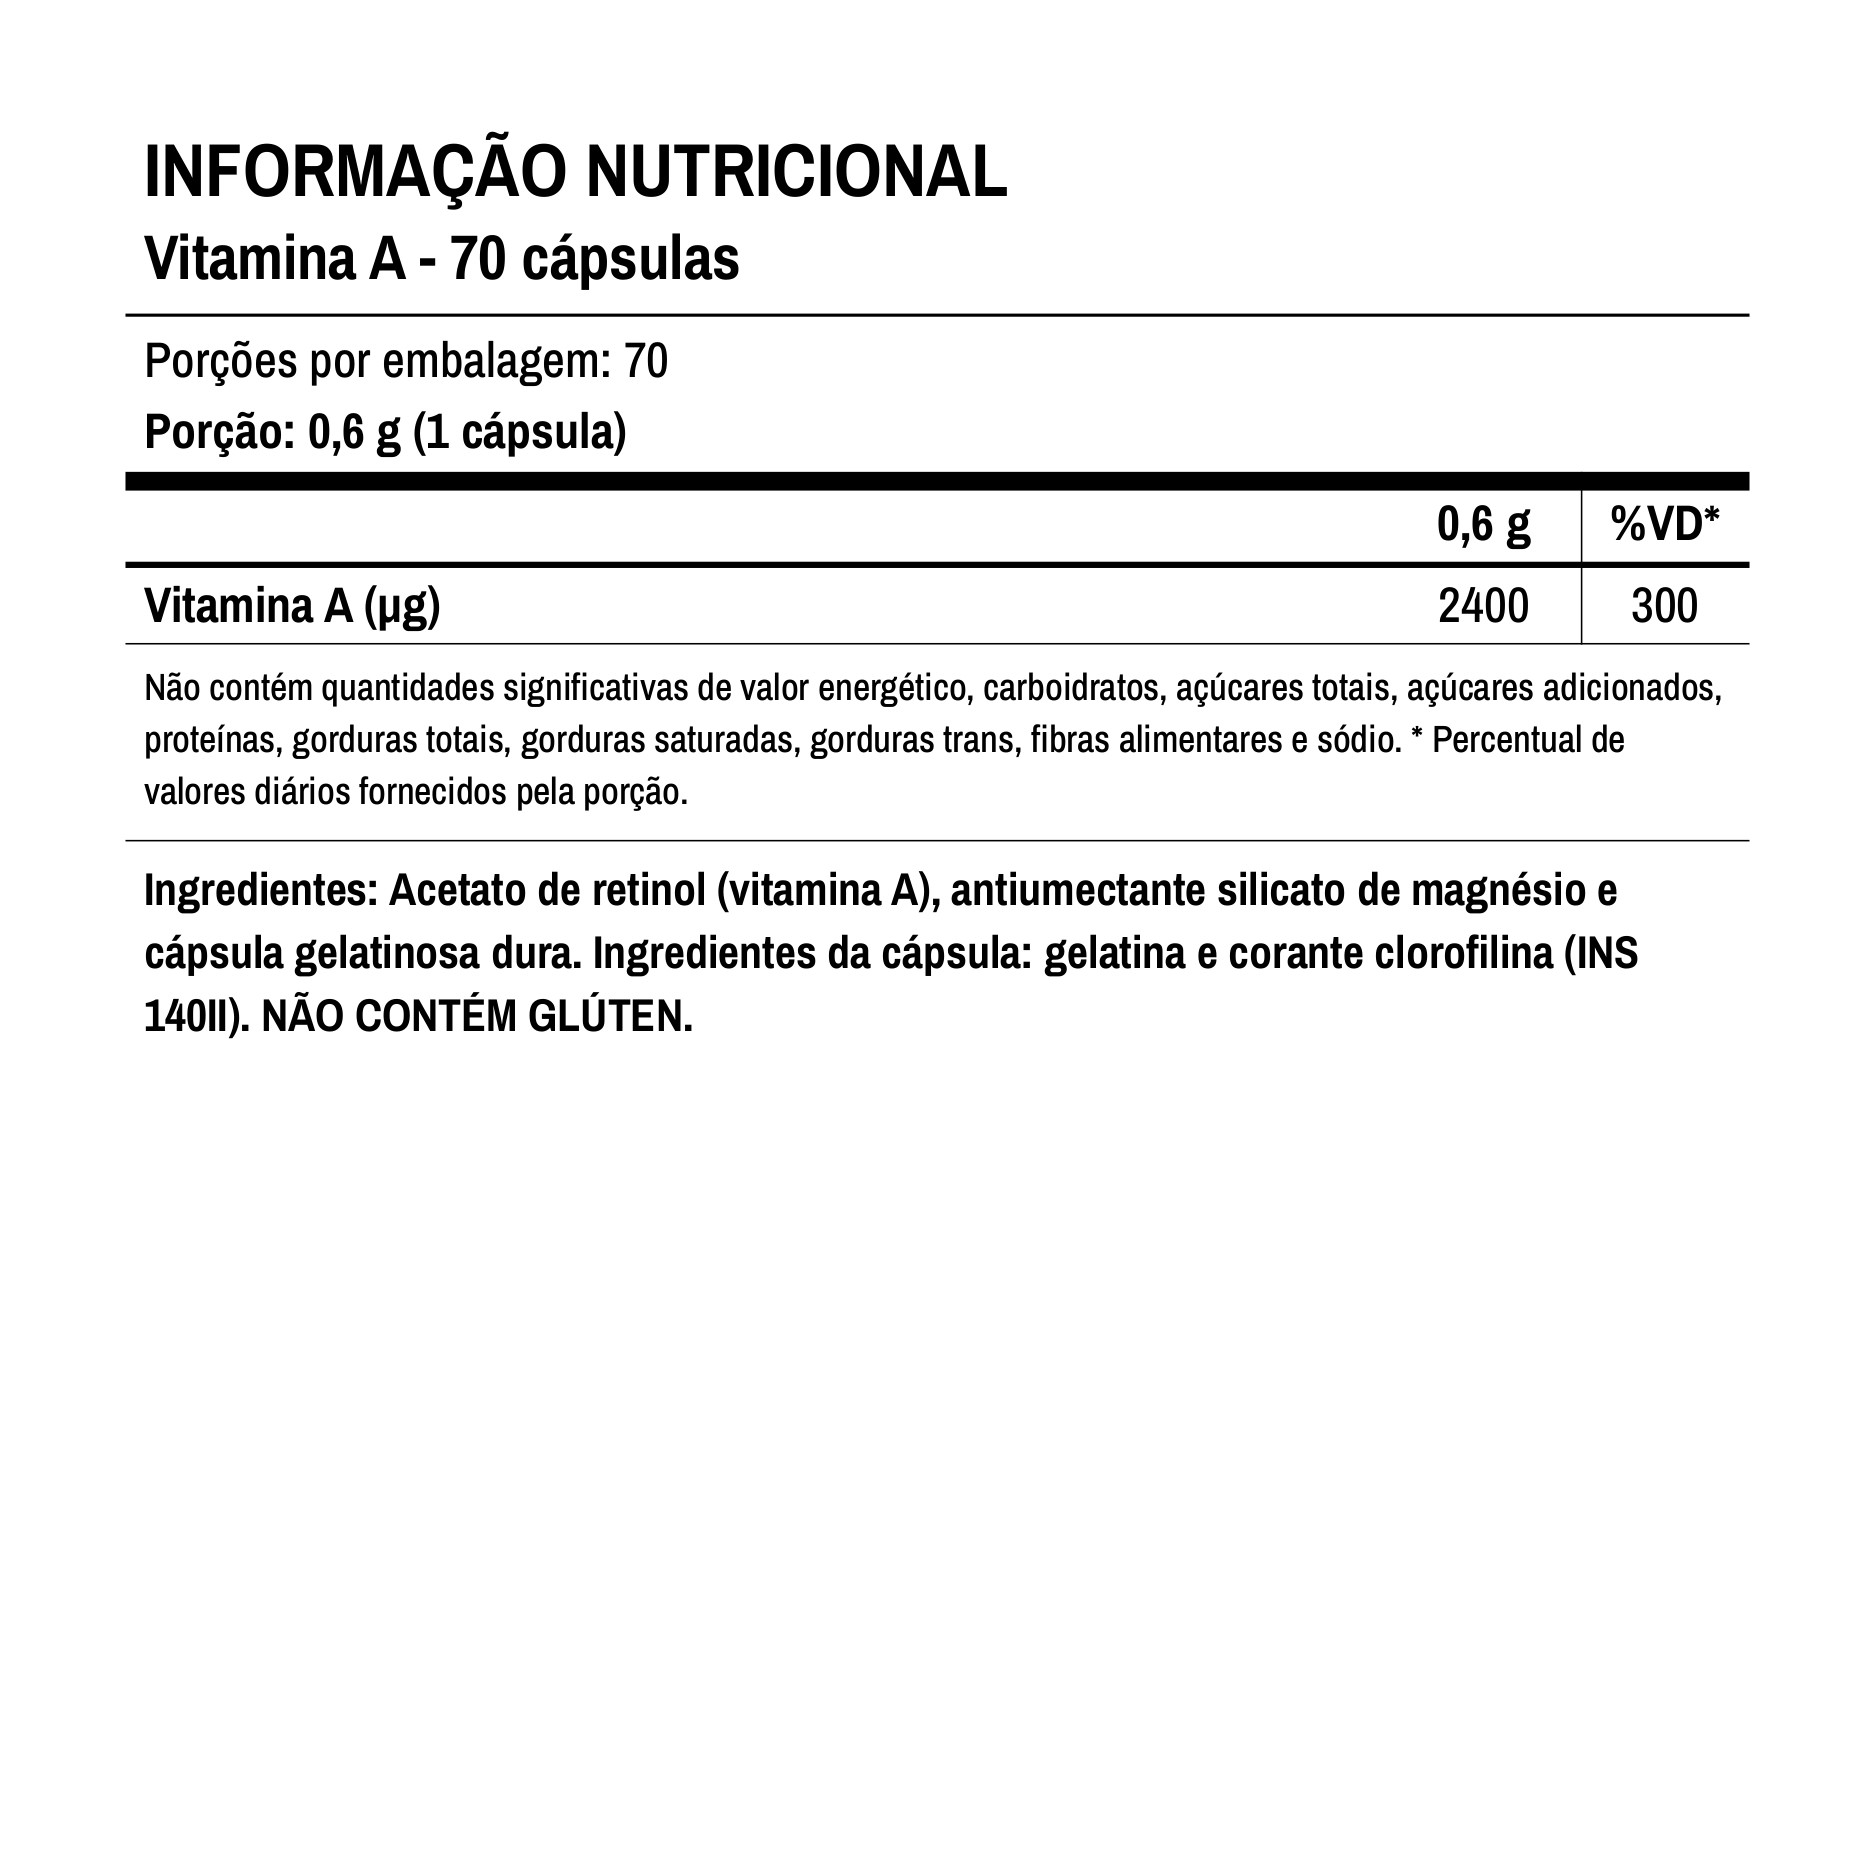 INFORMAÇÃO NUTRICIONAL
Vitamina A - 70 cápsulas
Porções por embalagem: 70
Porção: 0,6 g (1 cápsula)
0,6 g %VD*
Vitamina A (µg) 2400 300
Não contém quantidades significativas de valor energético, carboidratos, açúcares totais, açúcares adicionados,
proteínas, gorduras totais, gorduras saturadas, gorduras trans, fibras alimentares e sódio. * Percentual de
valores diários fornecidos pela porção.
Ingredientes: Acetato de retinol (vitamina A), antiumectante silicato de magnésio e
cápsula gelatinosa dura. Ingredientes da cápsula: gelatina e corante clorofilina (INS
140II). NÃO CONTÉM GLÚTEN.